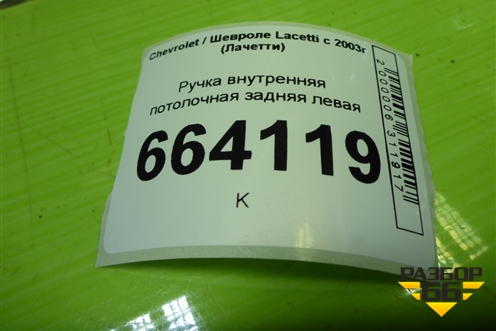 Chevrolet / Шевроле Lacetti с 2003г
(Лачетти)
Ручка внутренняя
потолочная задняя левая
664119
К
2000006311917
РАЗБОР
66